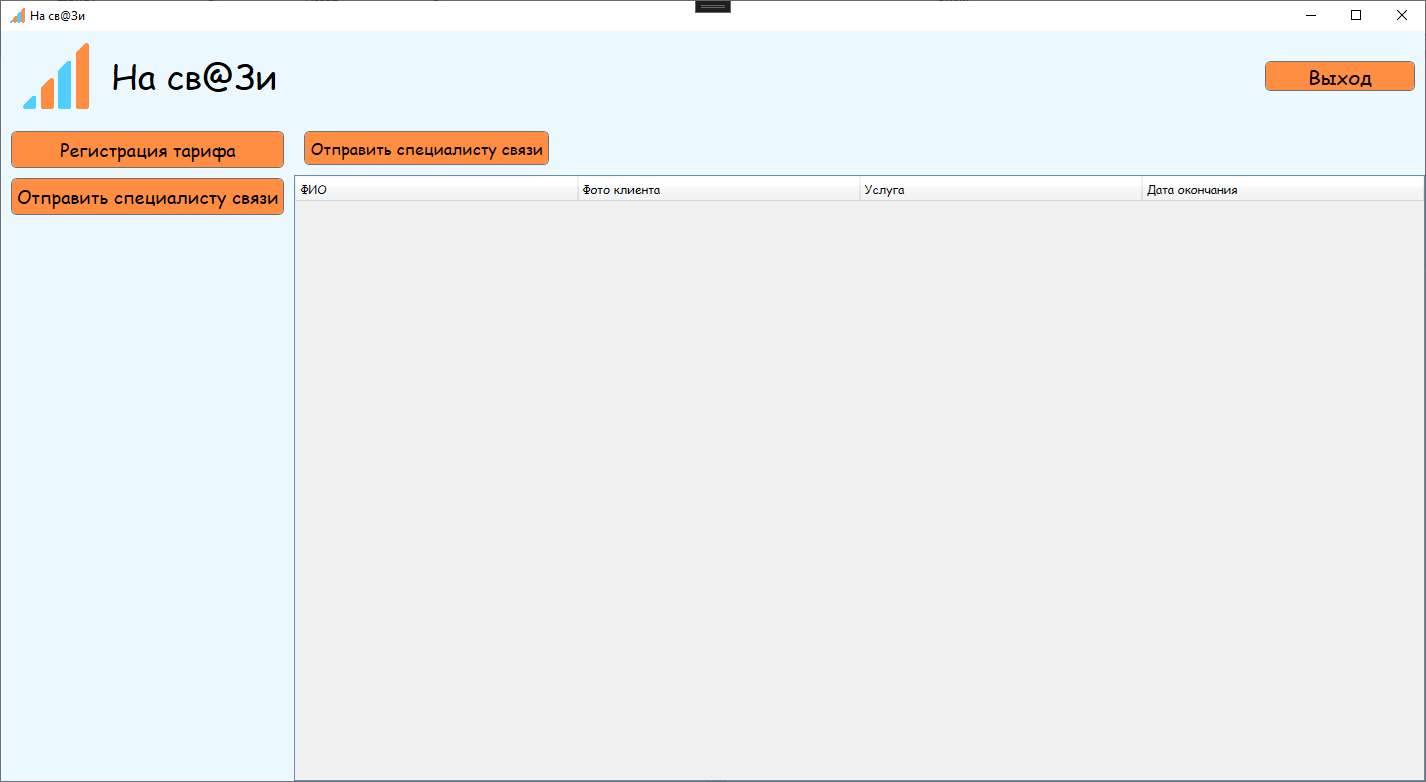 На св@Зи
На св@Зи
Выход
Регистрация тарифа
Отправить специалисту связи
Отправить специалисту связи
ФИО
Фото клиента
Услуга
Дата окончания